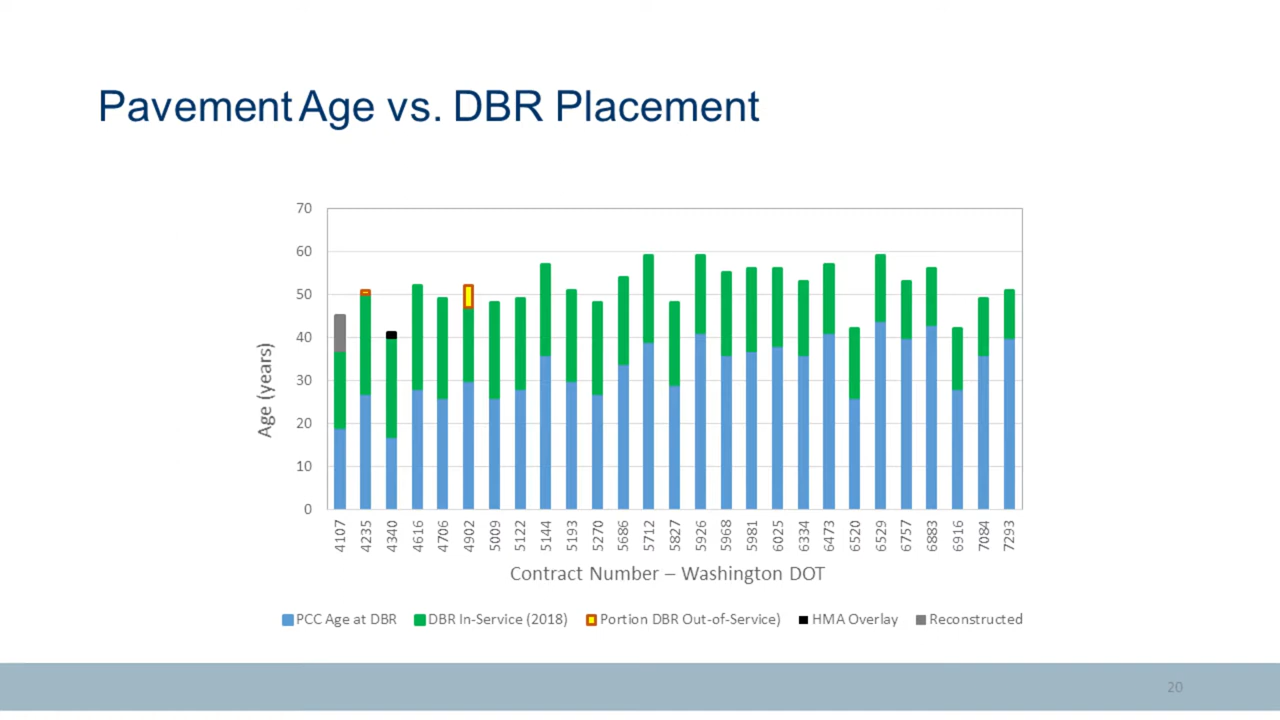 Pavement Age vs. DBR Placement
70
60
50
40
30
20
10
0
Age (years)
4107 4235 4340 4616 4706 4902 5009 5122 5144 5193 5270 5686 5712 5827 5926 5968 5981 6025 6334 6473 6520 6529 6757 6883 6916 7084 7293
Contract Number – Washington DOT
PCC Age at DBR DBR In-Service (2018) Portion DBR Out-of-Service) HMA Overlay Reconstructed
20